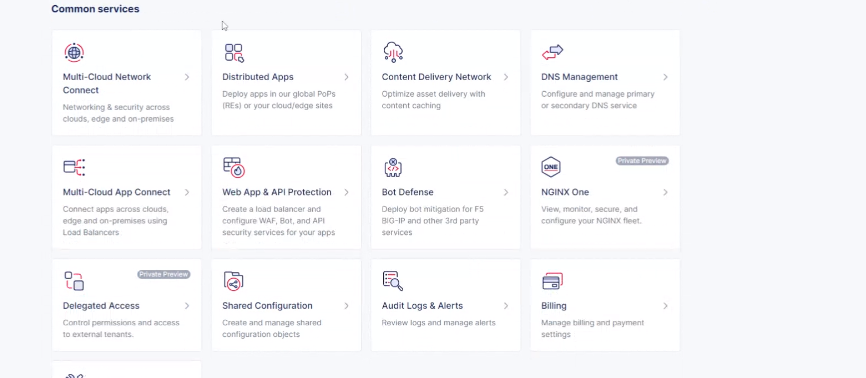 Common services
Multi-Cloud Network
Connect
Networking & security across
clouds, edge and on-premises
Distributed Apps
Deploy apps in our global PoPs
(REs) or your cloud/edge sites
Content Delivery Network
Optimize asset delivery with
content caching
DNS Management
Configure and manage primary
or secondary DNS service
Multi-Cloud App Connect
Connect apps across clouds,
edge and on-premises using
Load Balancers
Web App & API Protection
Create a load balancer and
configure WAF, Bot, and API
security services for your apps
Bot Defense
Deploy bot mitigation for F5
BIG-IP and other 3rd party
services
ONE
Private Preview
NGINX One
View, monitor, secure, and
configure your NGINX fleet.
Private Preview
Delegated Access
Control permissions and access
to external tenants.
Shared Configuration
Create and manage shared
configuration objects
Audit Logs & Alerts
Review logs and manage alerts
Billing
Manage billing and payment
settings